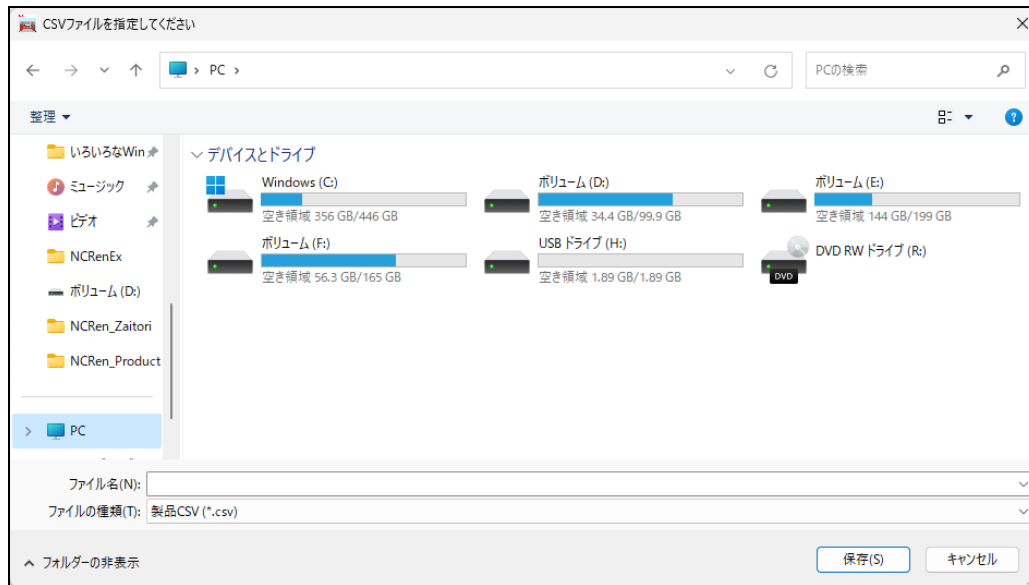 CSVファイルを指定してください
PC
PCの検索
整理
いろいろなWin
ミュージック
ビデオ
NCRenEx
ボリューム (D:)
NCRen_Zaitori
NCRen_Product
PC
デバイスとドライブ
Windows (C:)
空き領域 356 GB/446 GB
ボリューム (D:)
空き領域 34.4 GB/99.9 GB
ボリューム (E:)
空き領域 144 GB/199 GB
ボリューム (F:)
空き領域 56.3 GB/165 GB
USB ドライブ (H:)
空き領域 1.89 GB/1.89 GB
DVD RW ドライブ (R:)
DVD
ファイル名(N):
ファイルの種類(T): 製品CSV (*.csv)
フォルダーの非表示
保存(S)
キャンセル